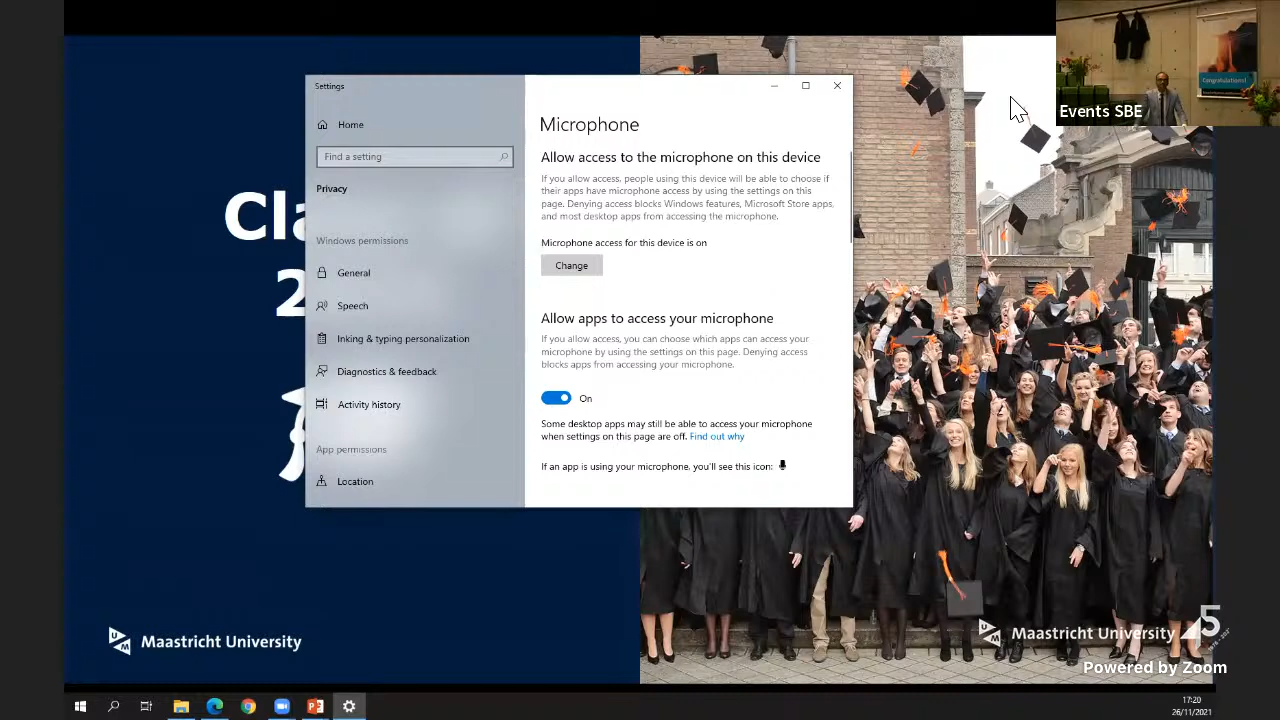 Settings
Home
Find a setting
Privacy
Windows permissions
General
Speech
Inking & typing personalization
Diagnostics & feedback
Activity history
App permissions
Location
Microphone
Allow access to the microphone on this device
If you allow access, people using this device will be able to choose if
their apps have microphone access by using the settings on this
page. Denying access blocks Windows features, Microsoft Store apps,
and most desktop apps from accessing the microphone.
Microphone access for this device is on
Change
Allow apps to access your microphone
If you allow access, you can choose which apps can access your
microphone by using the settings on this page. Denying access
blocks apps from accessing your microphone.
On
Some desktop apps may still be able to access your microphone
when settings on this page are off. Find out why
If an app is using your microphone, you'll see this icon:
Congratulations!
Events SBE
UM
Maastricht University
Maastricht University
5
Powered by Zoom
17:20
26/11/2021